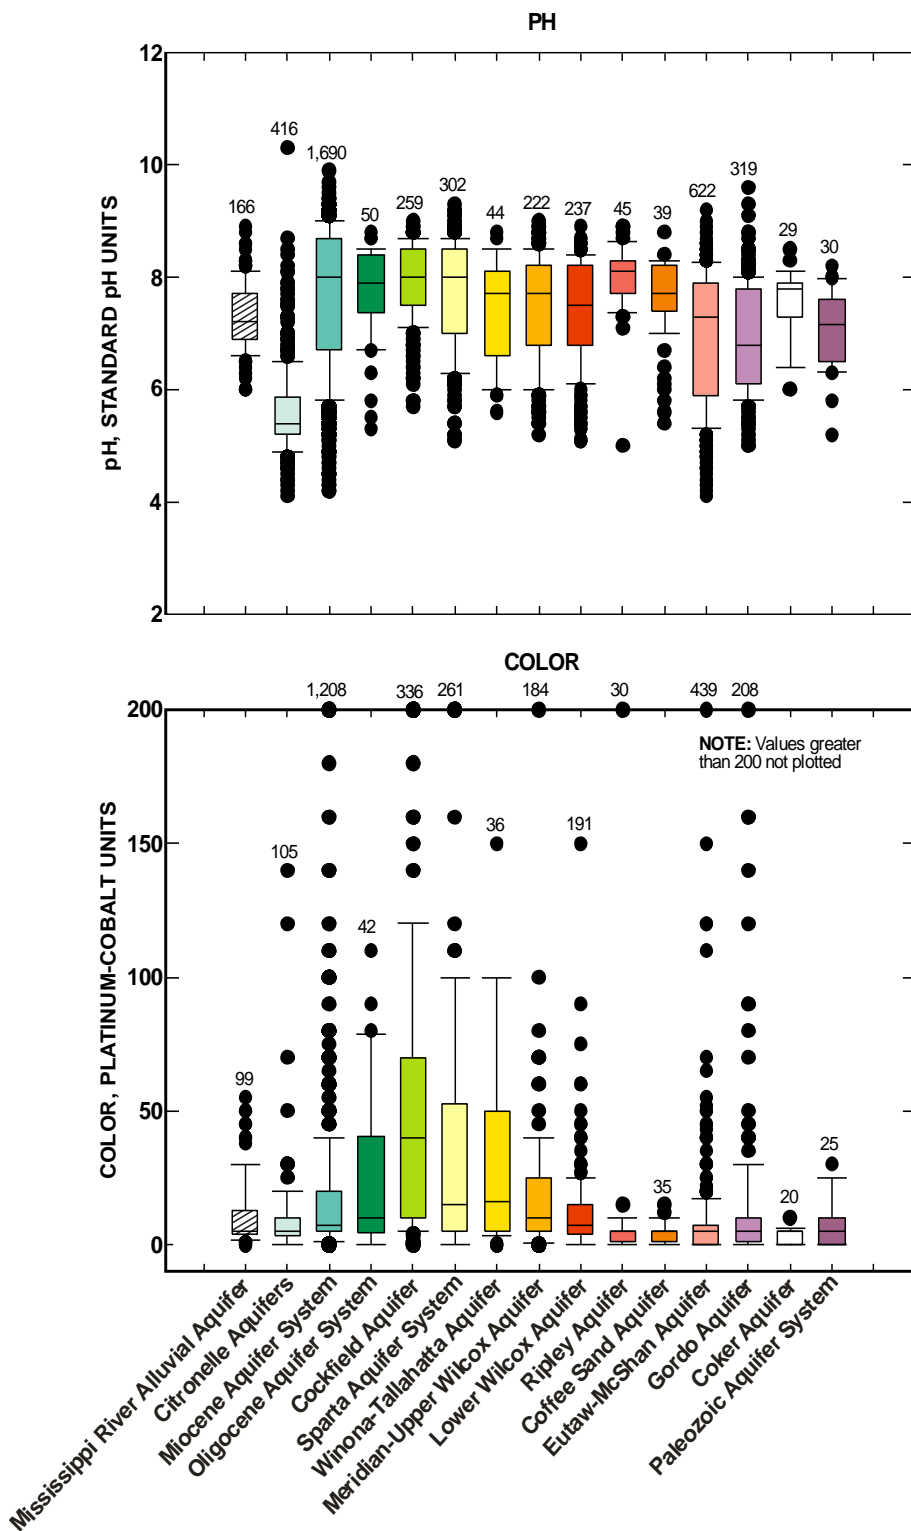 PH
12
10
8
6
4
2
pH, STANDARD pH UNITS
166
416
1,690
50
259
302
44
222
237
45
39
622
319
29
30
COLOR
200
150
100
50
0
COLOR, PLATINUM-COBALT UNITS
99
105
1,208
42
336
261
36
184
191
30
35
439
208
20
25
NOTE: Values greater
than 200 not plotted
Mississippi River Alluvial Aquifer
Citronelle Aquifers
Miocene Aquifer System
Oligocene Aquifer System
Cockfield Aquifer
Sparta Aquifer System
Winona-Tallahatta Aquifer
Meridian-Upper Wilcox Aquifer
Lower Wilcox Aquifer
Ripley Aquifer
Coffee Sand Aquifer
Eutaw-McShan Aquifer
Gordo Aquifer
Coker Aquifer
Paleozoic Aquifer System